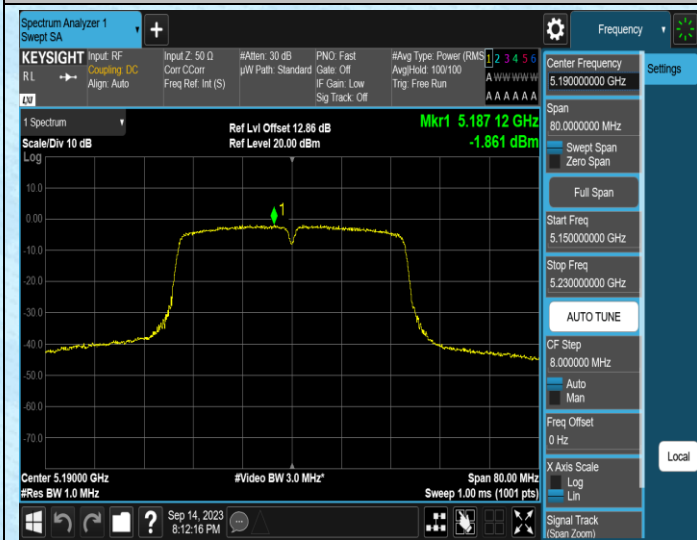 Spectrum Analyzer 1
Swept SA
Frequency
KEYSIGHT
RL
LXI
Input: RF
Coupling: DC
Align: Auto
Input Z: 50 Ω
Corr CCorr
Freq Ref: Int (S)
#Atten: 30 dB
µW Path: Standard
PNO: Fast
Gate: Off
IF Gain: Low
Sig Track: Off
#Avg Type: Power (RMS
Avg|Hold: 100/100
Trig: Free Run
1 2 3 4 5 6
A W W W W W
A A A A A A
1 Spectrum
Scale/Div 10 dB
Log
Ref Lvl Offset 12.86 dB
Ref Level 20.00 dBm
Mkr1 5.187 12 GHz
-1.861 dBm
10.0
0.00
-10.0
-20.0
-30.0
-40.0
-50.0
-60.0
-70.0
1
Center 5.19000 GHz
#Res BW 1.0 MHz
#Video BW 3.0 MHz*
Span 80.00 MHz
Sweep 1.00 ms (1001 pts)
?
Sep 14, 2023
8:12:16 PM
Center Frequency
5.190000000 GHz
Span
80.0000000 MHz
Swept Span
Zero Span
Full Span
Start Freq
5.150000000 GHz
Stop Freq
5.230000000 GHz
AUTO TUNE
CF Step
8.000000 MHz
Auto
Man
Freq Offset
0 Hz
X Axis Scale
Log
Lin
Signal Track
(Span Zoom)
Settings
Local